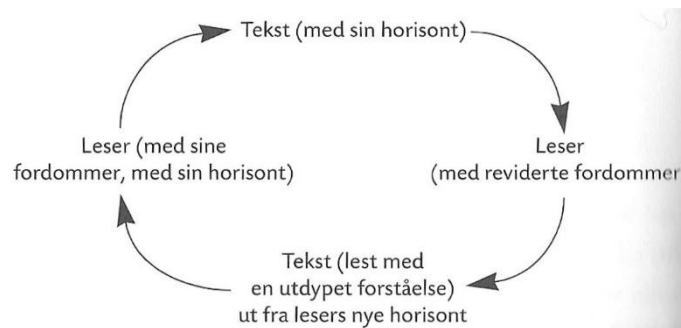 Tekst (med sin horisont)
Leser (med sine
fordommer, med sin horisont)
Leser
(med reviderte fordommer
Tekst (lest med
en utdypet forståelse)
ut fra lesers nye horisont